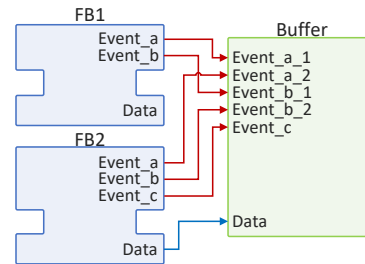 FB1
Event_a
Event_b
Data
FB2
Event_a
Event_b
Event_c
Data
Buffer
Event_a_1
Event_a_2
Event_b_1
Event_b_2
Event_c
Data